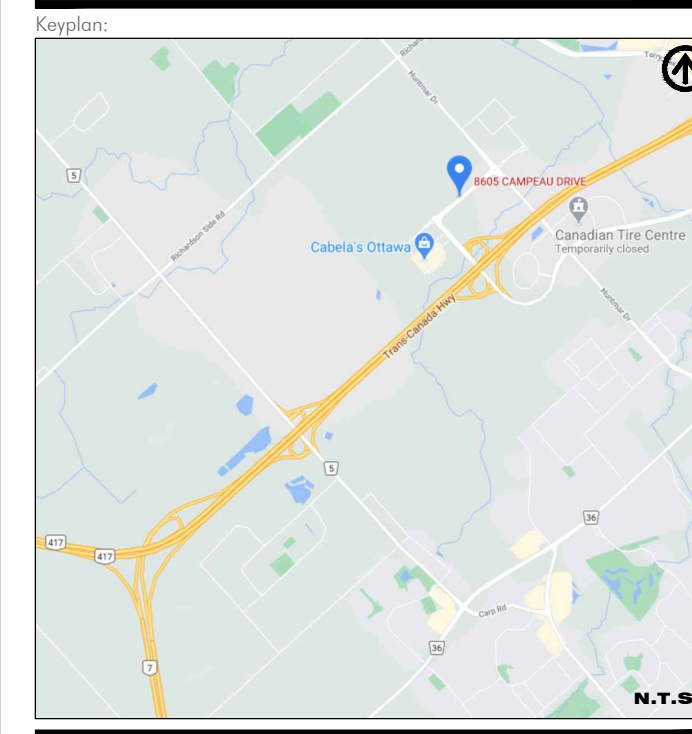 Keyplan:
Huntmar Dr
5
8605 CAMPEAU DRIVE
Richardson Side Rd
Cabela's Ottawa
Canadian Tire Centre
Temporarily closed
Huntmar Dr
Trans-Canada Hwy
5
36
417
417
Carp Rd
36
7
N.T.S